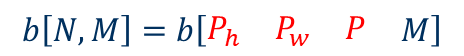 b[N, M] = b[P_h P_w P M]